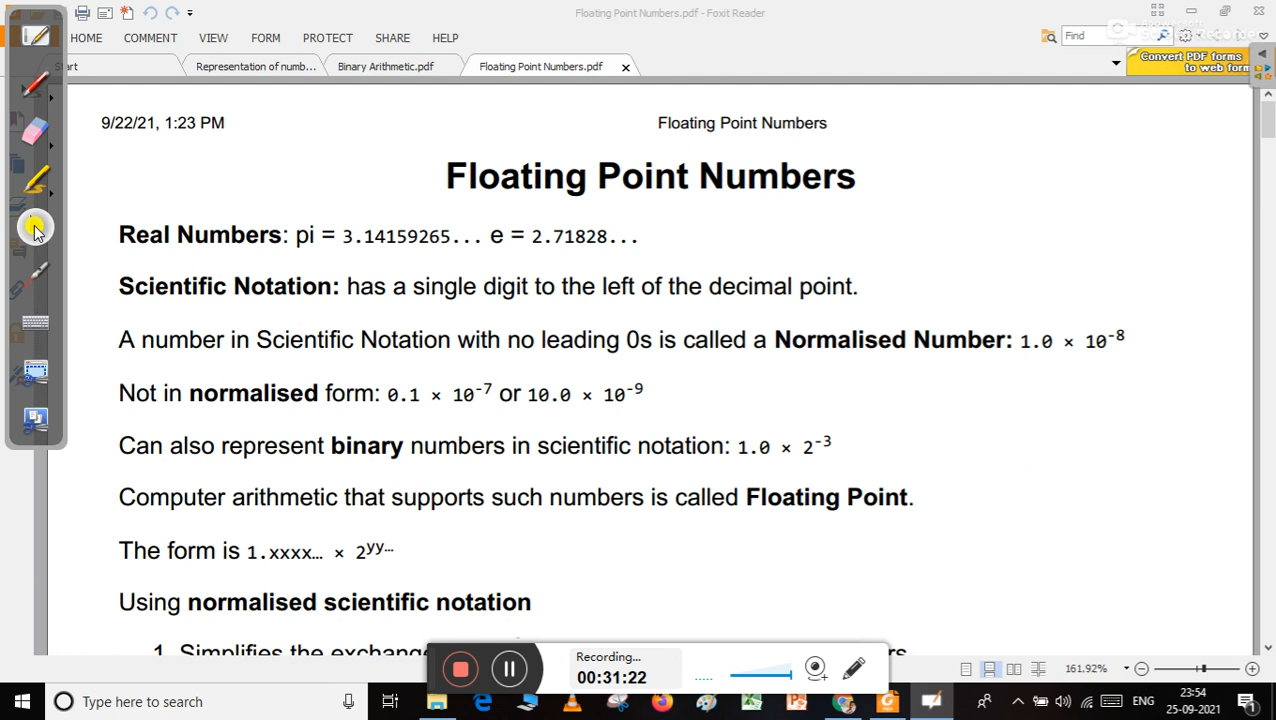 Floating Point Numbers.pdf - Foxit Reader
HOME COMMENT VIEW FORM PROTECT SHARE HELP
Find
Start
Representation of numb...
Binary Arithmetic.pdf
Floating Point Numbers.pdf
Convert PDF forms
to web form
9/22/21, 1:23 PM
Floating Point Numbers
Floating Point Numbers
Real Numbers: pi = 3.14159265... e = 2.71828...
Scientific Notation: has a single digit to the left of the decimal point.
A number in Scientific Notation with no leading 0s is called a Normalised Number: 1.0 × 10⁻⁸
Not in normalised form: 0.1 × 10⁻⁷ or 10.0 × 10⁻⁹
Can also represent binary numbers in scientific notation: 1.0 × 2⁻³
Computer arithmetic that supports such numbers is called Floating Point.
The form is 1.xxxx… × 2ʸʸ…
Using normalised scientific notation
1. Simplifies the exchange
Recording...
00:31:22
161.92%
Type here to search
ENG
23:54
25-09-2021
1